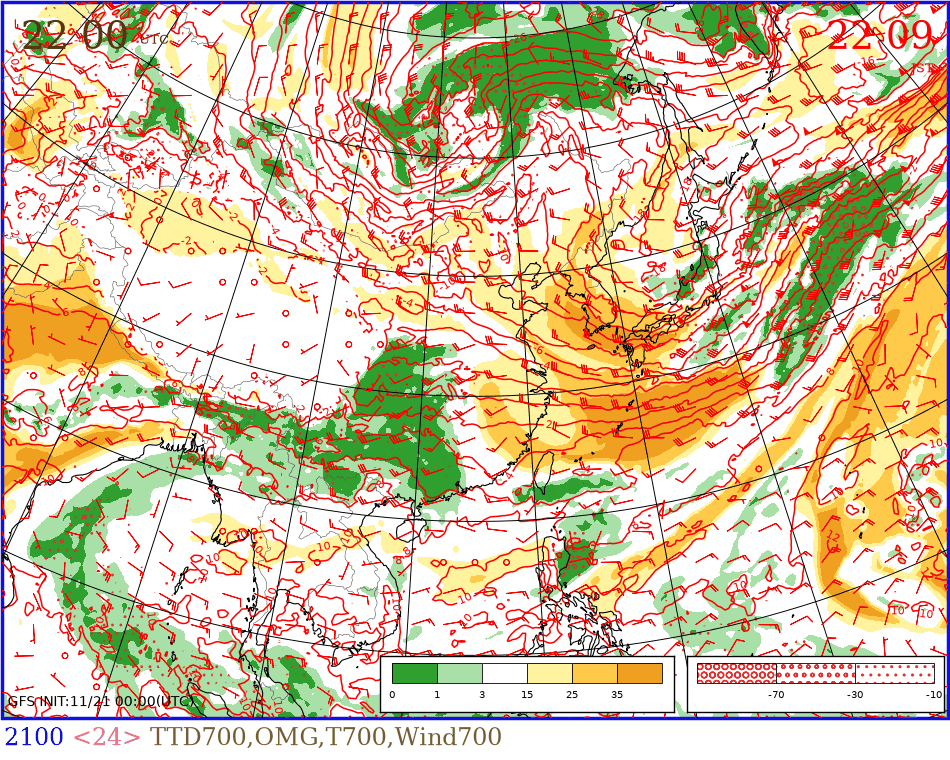 22 00 UTC
22 09 JST
GFS INIT:11/21 00:00(UTC)
0 1 3 15 25 35
-70 -30 -10
2100 <24> TTD700,OMG,T700,Wind700